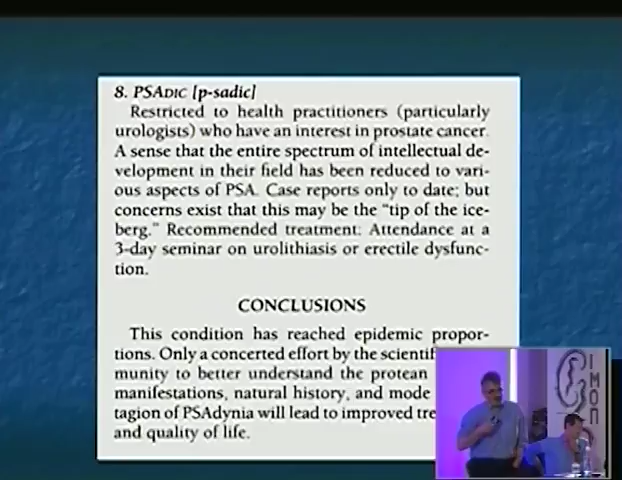 8. PSADIC [p-sadic]
Restricted to health practitioners (particularly
urologists) who have an interest in prostate cancer.
A sense that the entire spectrum of intellectual de-
velopment in their field has been reduced to vari-
ous aspects of PSA. Case reports only to date; but
concerns exist that this may be the "tip of the ice-
berg." Recommended treatment: Attendance at a
3-day seminar on urolithiasis or erectile dysfunc-
tion.
CONCLUSIONS
This condition has reached epidemic propor-
tions. Only a concerted effort by the scientif
munity to better understand the protean
manifestations, natural history, and mode
tagion of PSAdynia will lead to improved tre
and quality of life.
IMON